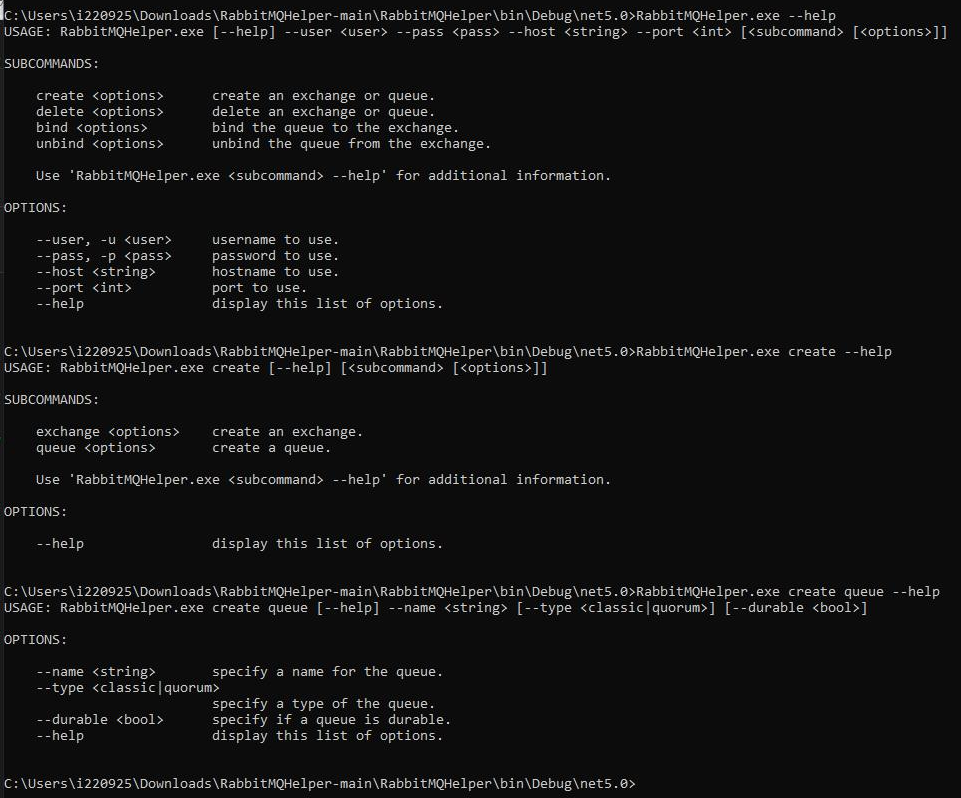 C:\Users\i220925\Downloads\RabbitMQHelper-main\RabbitMQHelper\bin\Debug\net5.0>RabbitMQHelper.exe --help
USAGE: RabbitMQHelper.exe [--help] --user <user> --pass <pass> --host <string> --port <int> [<subcommand> [<options>]]

SUBCOMMANDS:

    create <options>      create an exchange or queue.
    delete <options>      delete an exchange or queue.
    bind <options>        bind the queue to the exchange.
    unbind <options>      unbind the queue from the exchange.

    Use 'RabbitMQHelper.exe <subcommand> --help' for additional information.

OPTIONS:

    --user, -u <user>     username to use.
    --pass, -p <pass>     password to use.
    --host <string>       hostname to use.
    --port <int>          port to use.
    --help                display this list of options.


C:\Users\i220925\Downloads\RabbitMQHelper-main\RabbitMQHelper\bin\Debug\net5.0>RabbitMQHelper.exe create --help
USAGE: RabbitMQHelper.exe create [--help] [<subcommand> [<options>]]

SUBCOMMANDS:

    exchange <options>    create an exchange.
    queue <options>       create a queue.

    Use 'RabbitMQHelper.exe <subcommand> --help' for additional information.

OPTIONS:

    --help                display this list of options.


C:\Users\i220925\Downloads\RabbitMQHelper-main\RabbitMQHelper\bin\Debug\net5.0>RabbitMQHelper.exe create queue --help
USAGE: RabbitMQHelper.exe create queue [--help] --name <string> [--type <classic|quorum>] [--durable <bool>]

OPTIONS:

    --name <string>       specify a name for the queue.
    --type <classic|quorum>
                          specify a type of the queue.
    --durable <bool>      specify if a queue is durable.
    --help                display this list of options.


C:\Users\i220925\Downloads\RabbitMQHelper-main\RabbitMQHelper\bin\Debug\net5.0>